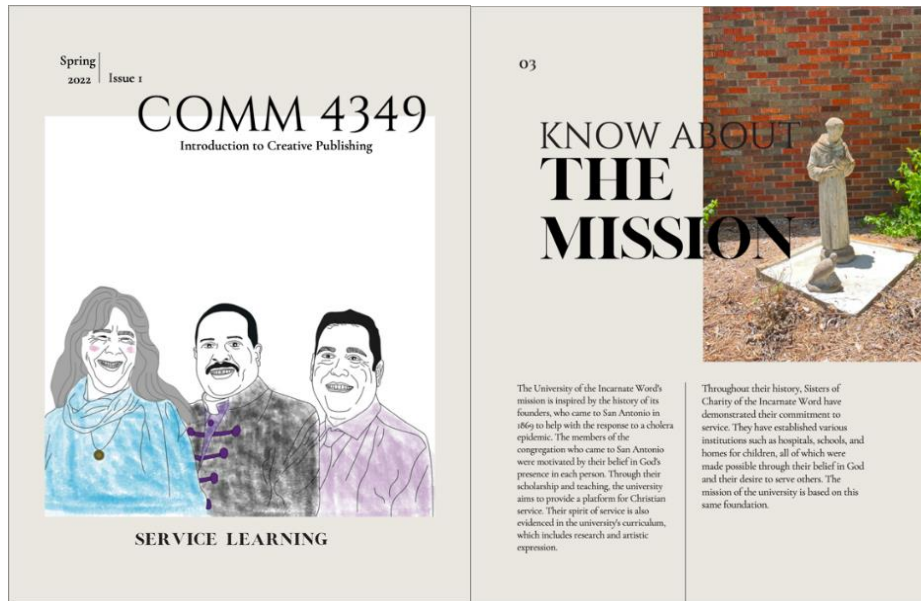 Spring
2022
Issue 1
COMM 4349
Introduction to Creative Publishing
SERVICE LEARNING
03
KNOW ABOUT
THE
MISSION
The University of the Incarnate Word's
mission is inspired by the history of its
founders, who came to San Antonio in
1869 to help with the response to a cholera
epidemic. The members of the
congregation who came to San Antonio
were motivated by their belief in God's
presence in each person. Through their
scholarship and teaching, the university
aims to provide a platform for Christian
service. Their spirit of service is also
evidenced in the university's curriculum,
which includes research and artistic
expression.
Throughout their history, Sisters of
Charity of the Incarnate Word have
demonstrated their commitment to
service. They have established various
institutions such as hospitals, schools, and
homes for children, all of which were
made possible through their belief in God
and their desire to serve others. The
mission of the university is based on this
same foundation.